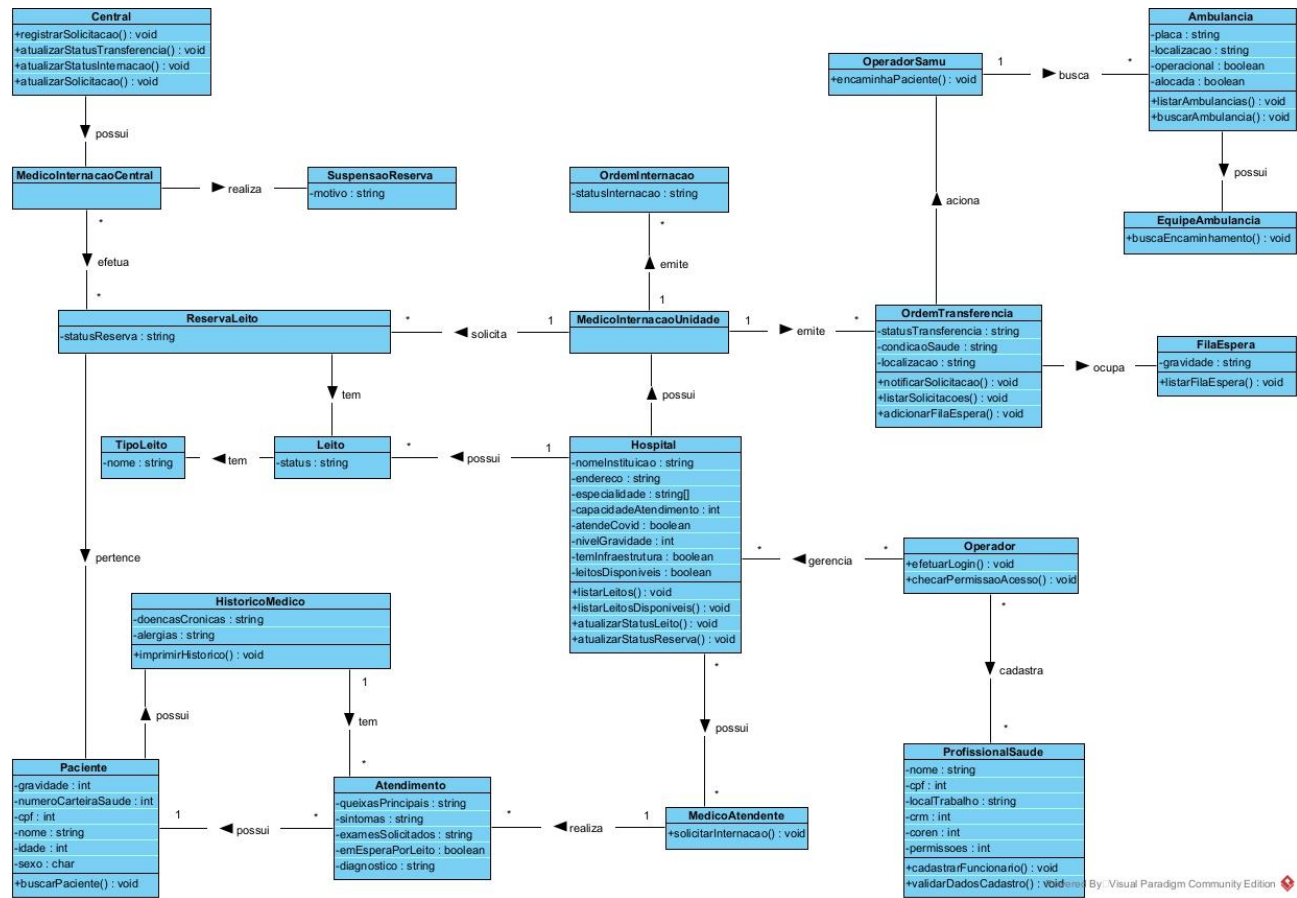 Central
+registrarSolicitacao() : void
+atualizarStatusTransferencia() : void
+atualizarStatusInternacao() : void
+atualizarSolicitacao() : void
possui
MedicoInternacaoCentral
realiza
SuspensaoReserva
-motivo : string
*
efetua
*
ReservaLeito
-statusReserva : string
OrdemInternacao
-statusInternacao : string
*
emite
1
MedicoInternacaoUnidade
*
solicita
1
1
emite
*
OperadorSamu
+encaminhaPaciente() : void
1
busca
*
Ambulancia
-placa : string
-localizacao : string
-operacional : boolean
-alocada : boolean
+listarAmbulancias() : void
+buscarAmbulancia() : void
possui
EquipeAmbulancia
+buscaEncaminhamento() : void
aciona
OrdemTransferencia
-statusTransferencia : string
-condicaoSaude : string
-localizacao : string
+notificarSolicitacao() : void
+listarSolicitacoes() : void
+adicionarFilaEspera() : void
ocupa
FilaEspera
-gravidade : string
+listarFilaEspera() : void
tem
possui
TipoLeito
-nome : string
tem
Leito
-status : string
*
possui
1
Hospital
-nomeInstituicao : string
-endereco : string
-especialidade : string[]
-capacidadeAtendimento : int
-atendeCovid : boolean
-nivelGravidade : int
-temInfraestrutura : boolean
-leitosDisponiveis : boolean
+listarLeitos() : void
+listarLeitosDisponiveis() : void
+atualizarStatusLeito() : void
+atualizarStatusReserva() : void
*
gerencia
*
Operador
+efetuarLogin() : void
+checarPermissaoAcesso() : void
*
cadastra
*
pertence
HistoricoMedico
-doencasCronicas : string
-alergias : string
+imprimirHistorico() : void
possui
1
tem
*
*
possui
*
Paciente
-gravidade : int
-numeroCarteiraSaude : int
-cpf : int
-nome : string
-idade : int
-sexo : char
+buscarPaciente() : void
1
possui
*
Atendimento
-queixasPrincipais : string
-sintomas : string
-examesSolicitados : string
-emEsperaPorLeito : boolean
-diagnostico : string
*
realiza
1
MedicoAtendente
+solicitarInternacao() : void
ProfissionalSaude
-nome : string
-cpf : int
-localTrabalho : string
-crm : int
-coren : int
-permissoes : int
+cadastrarFuncionario() : void
+validarDadosCadastro() : void
By Visual Paradigm Community Edition